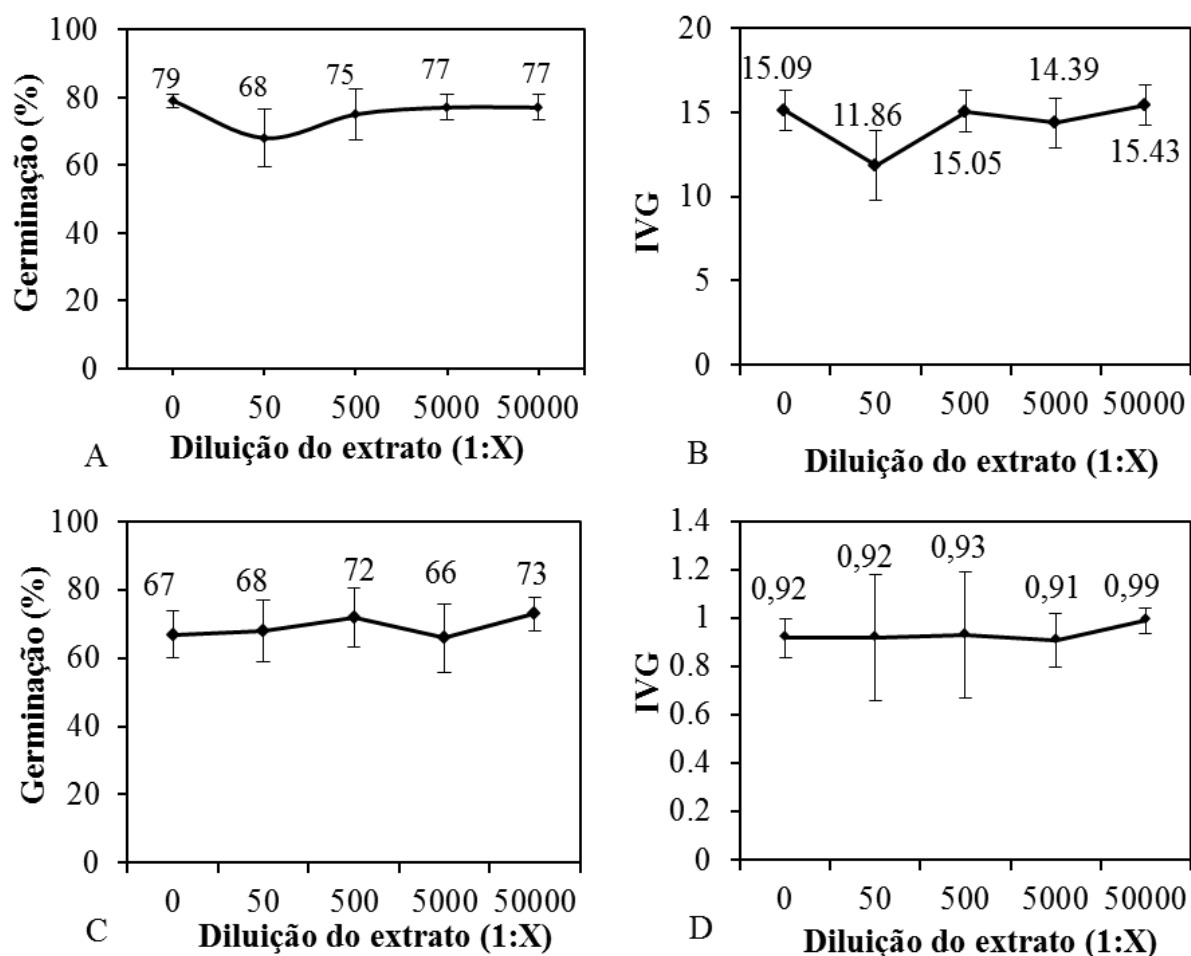 Germinação (%)
100
80
60
40
20
0
79
68
75
77
77
0 50 500 5000 50000
Diluição do extrato (1:X)
A
IVG
20
15
10
5
0
15.09
11.86
15.05
14.39
15.43
0 50 500 5000 50000
Diluição do extrato (1:X)
B
Germinação (%)
100
80
60
40
20
0
67
68
72
66
73
0 50 500 5000 50000
Diluição do extrato (1:X)
C
IVG
1.4
1.2
1
0.8
0.6
0.4
0.2
0
0,92
0,92
0,93
0,91
0,99
0 50 500 5000 50000
Diluição do extrato (1:X)
D